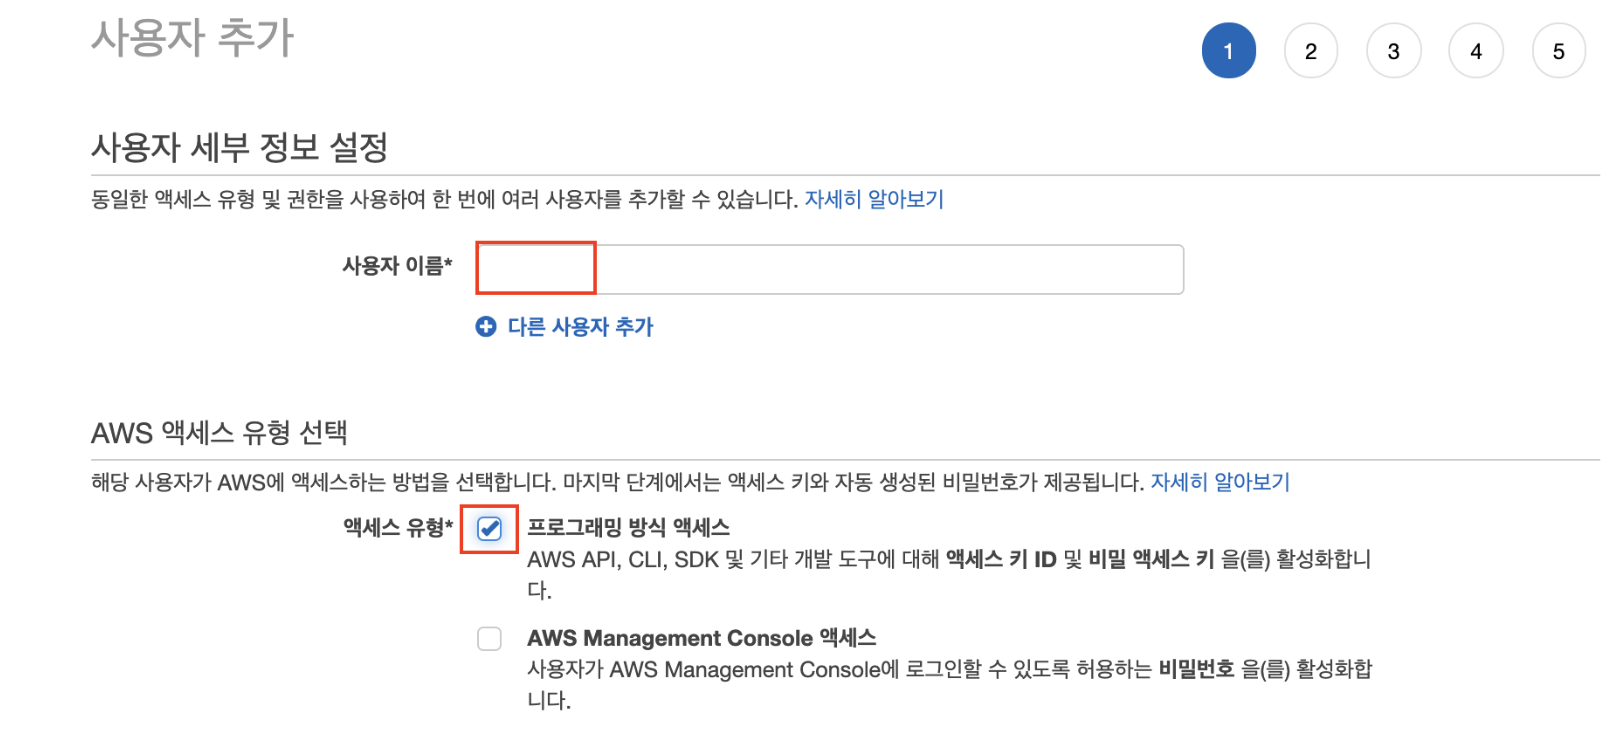 사용자 추가
1 2 3 4 5
사용자 세부 정보 설정
동일한 액세스 유형 및 권한을 사용하여 한 번에 여러 사용자를 추가할 수 있습니다. 자세히 알아보기
사용자 이름*
다른 사용자 추가
AWS 액세스 유형 선택
해당 사용자가 AWS에 액세스하는 방법을 선택합니다. 마지막 단계에서는 액세스 키와 자동 생성된 비밀번호가 제공됩니다. 자세히 알아보기
액세스 유형* 프로그래밍 방식 액세스
AWS API, CLI, SDK 및 기타 개발 도구에 대해 액세스 키 ID 및 비밀 액세스 키 을(를) 활성화합니
다.
AWS Management Console 액세스
사용자가 AWS Management Console에 로그인할 수 있도록 허용하는 비밀번호 을(를) 활성화합
니다.